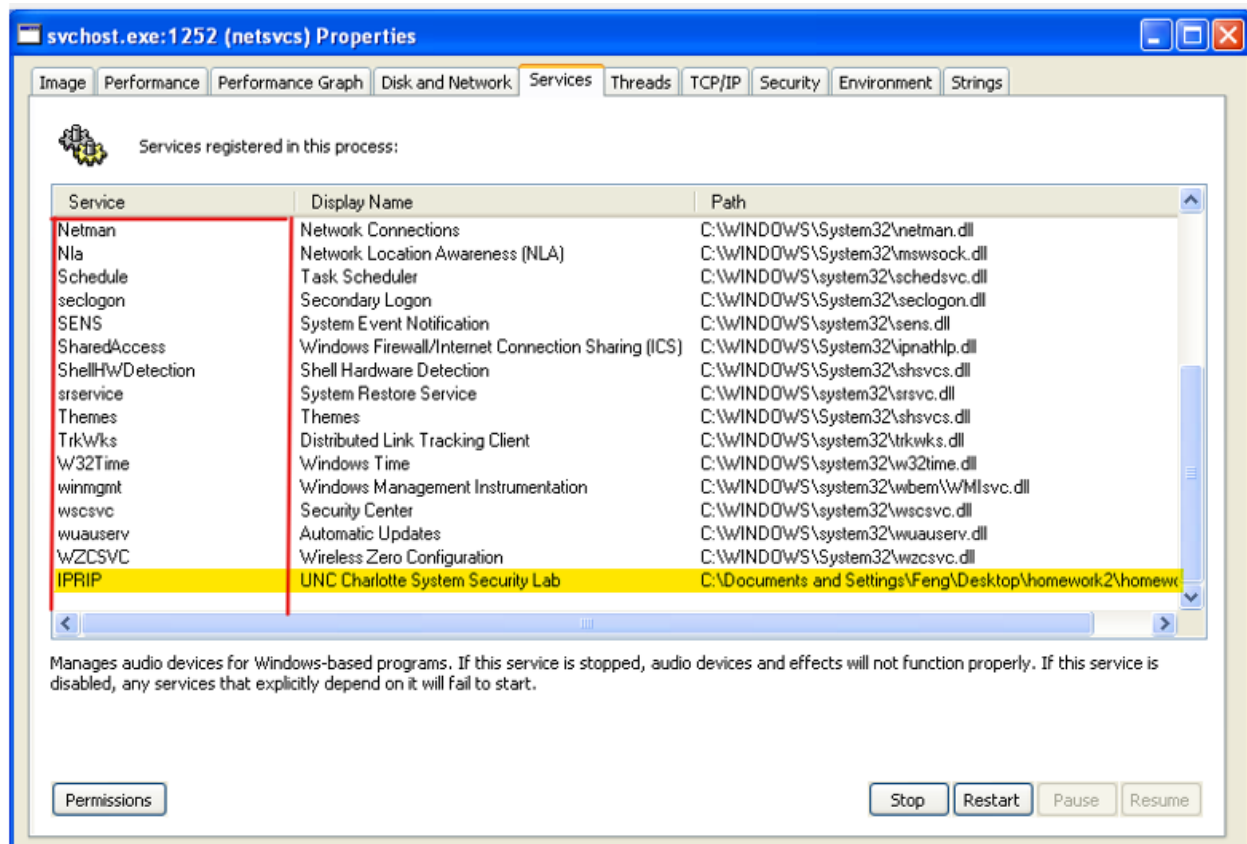 svchost.exe:1252 (netsvcs) Properties
Image Performance Performance Graph Disk and Network Services Threads TCP/IP Security Environment Strings
Services registered in this process:
Service Display Name Path
Netman Network Connections C:\WINDOWS\System32\netman.dll
Nla Network Location Awareness (NLA) C:\WINDOWS\System32\mswsock.dll
Schedule Task Scheduler C:\WINDOWS\system32\schedsvc.dll
seclogon Secondary Logon C:\WINDOWS\System32\seclogon.dll
SENS System Event Notification C:\WINDOWS\system32\sens.dll
SharedAccess Windows Firewall/Internet Connection Sharing (ICS) C:\WINDOWS\System32\ipnathlp.dll
ShellHWDetection Shell Hardware Detection C:\WINDOWS\System32\shsvcs.dll
srservice System Restore Service C:\WINDOWS\system32\srsvc.dll
Themes Themes C:\WINDOWS\System32\shsvcs.dll
TrkWks Distributed Link Tracking Client C:\WINDOWS\system32\trkwks.dll
W32Time Windows Time C:\WINDOWS\system32\w32time.dll
winmgmt Windows Management Instrumentation C:\WINDOWS\system32\wbem\WMIsvc.dll
wscsvc Security Center C:\WINDOWS\system32\wscsvc.dll
wuauserv Automatic Updates C:\WINDOWS\system32\wuauserv.dll
WZCSVC Wireless Zero Configuration C:\WINDOWS\System32\wzcsvc.dll
IPRIP UNC Charlotte System Security Lab C:\Documents and Settings\Feng\Desktop\homework2\homewo
Manages audio devices for Windows-based programs. If this service is stopped, audio devices and effects will not function properly. If this service is
disabled, any services that explicitly depend on it will fail to start.
Permissions Stop Restart Pause Resume